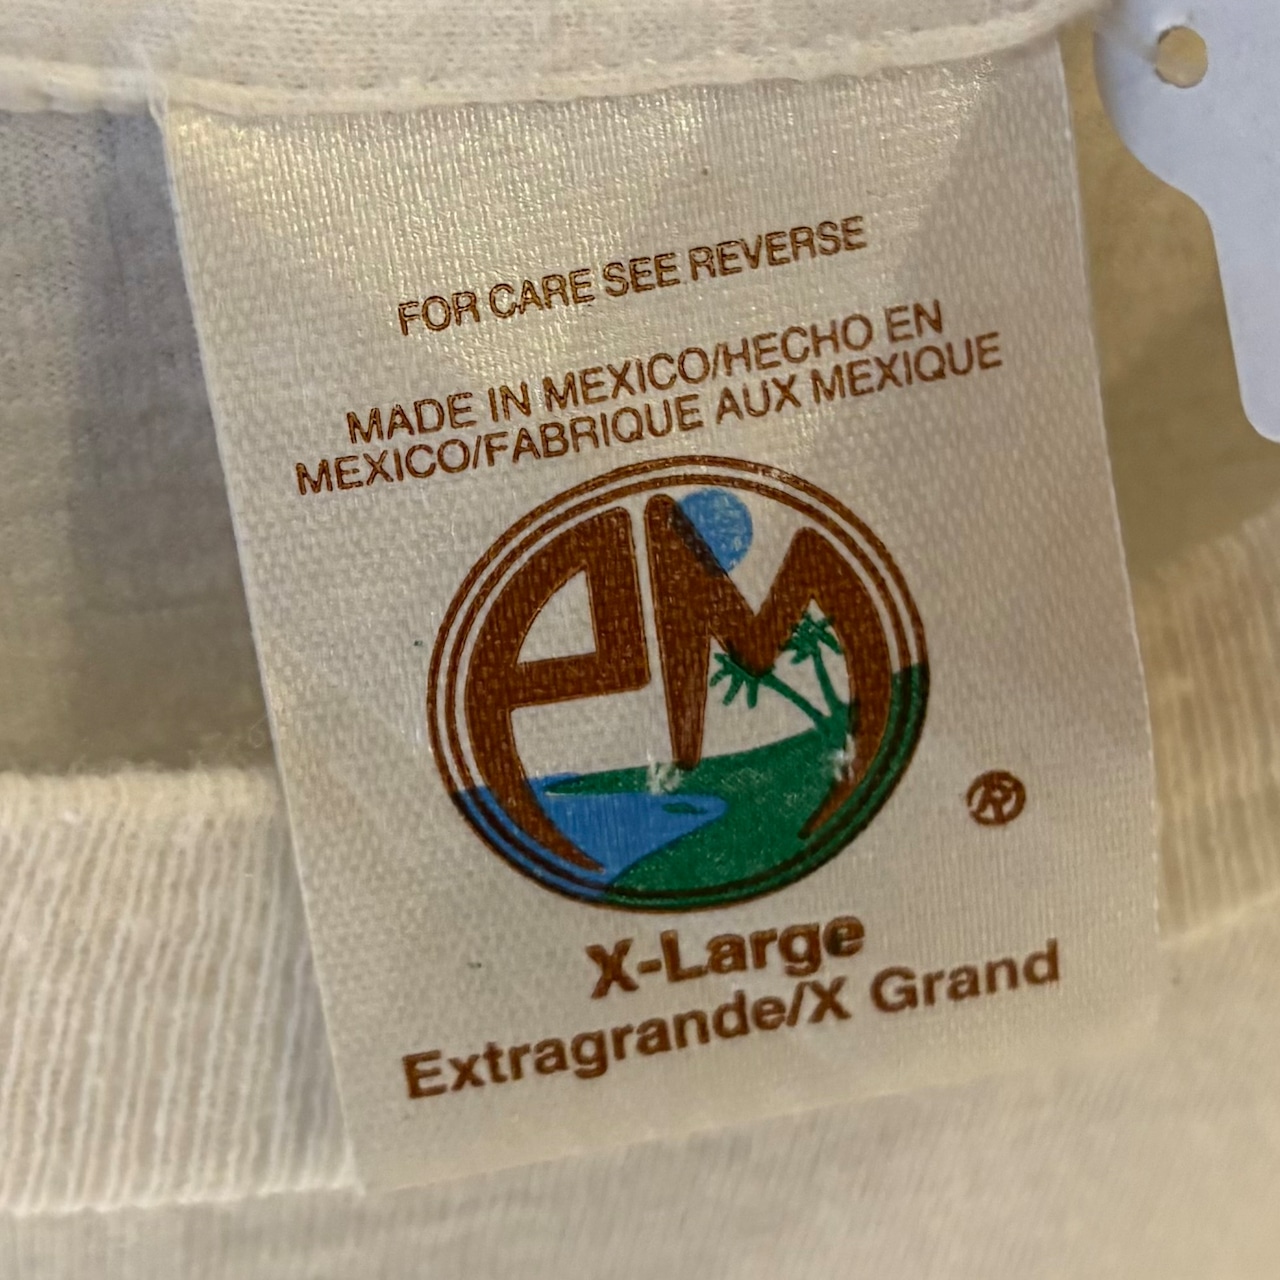 FOR CARE SEE REVERSE
MADE IN MEXICO/HECHO EN
MEXICO/FABRIQUE AUX MEXIQUE
PM
®
X-Large
Extragrande/X Grand